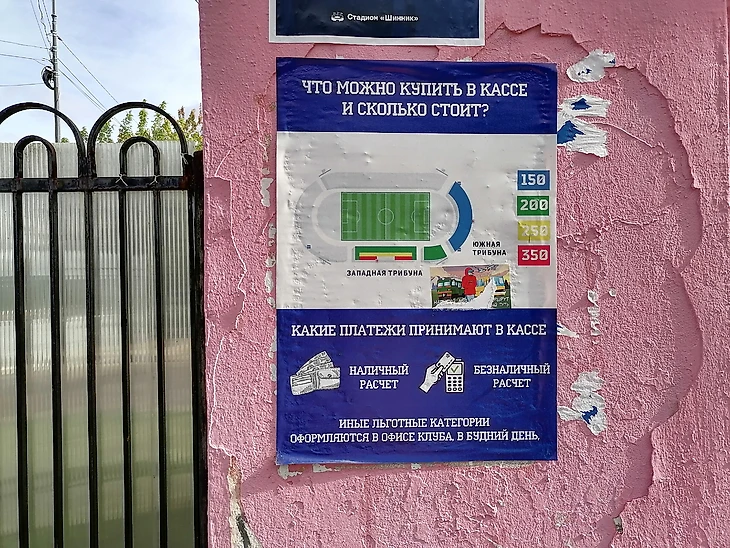 Стадион «Шинник»
ЧТО МОЖНО КУПИТЬ В КАССЕ
И СКОЛЬКО СТОИТ?
150
200
250
350
ЮЖНАЯ
ТРИБУНА
ЗАПАДНАЯ ТРИБУНА
КАКИЕ ПЛАТЕЖИ ПРИНИМАЮТ В КАССЕ
НАЛИЧНЫЙ
РАСЧЕТ
БЕЗНАЛИЧНЫЙ
РАСЧЕТ
ИНЫЕ ЛЬГОТНЫЕ КАТЕГОРИИ
ОФОРМЛЯЮТСЯ В ОФИСЕ КЛУБА, В БУДНИЙ ДЕНЬ.